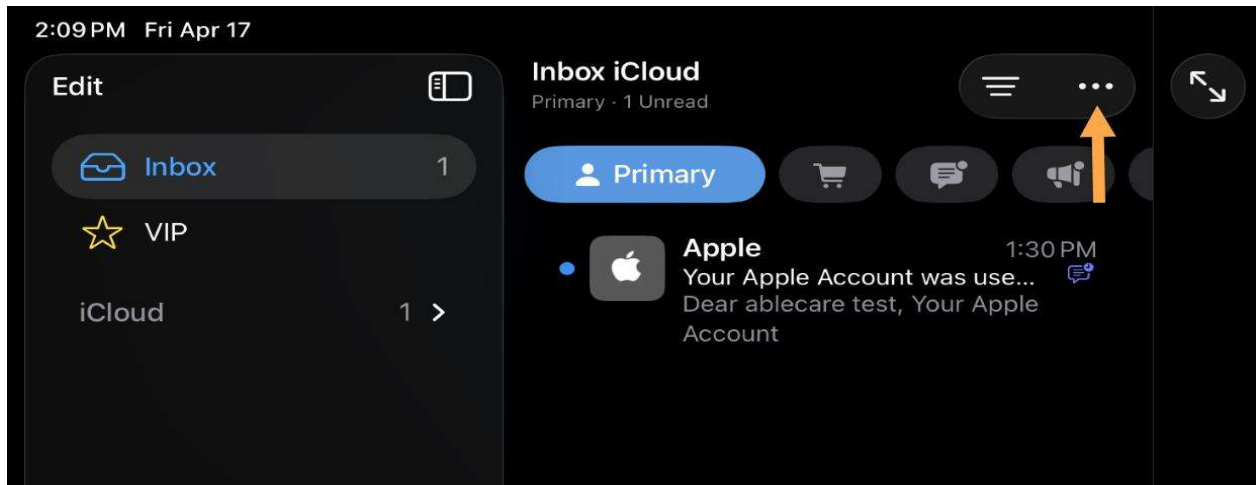 2:09 PM Fri Apr 17
Edit
Inbox 1
VIP
iCloud 1
Inbox iCloud
Primary · 1 Unread
Primary
Apple 1:30 PM
Your Apple Account was use...
Dear ablecare test, Your Apple
Account